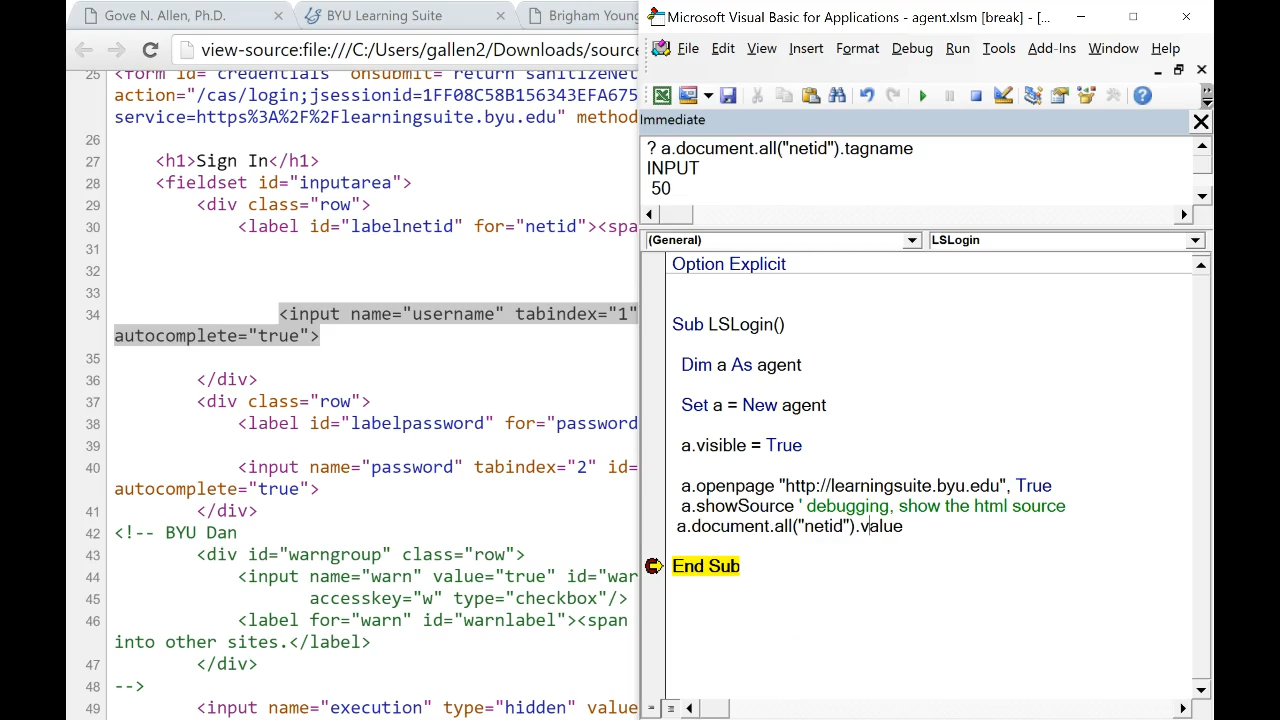 Gove N. Allen, Ph.D.
BYU Learning Suite
Brigham Young
view-source:file:///C:/Users/gallen2/Downloads/source
25 <form id="credentials" onsubmit="return sanitizeNet
action="/cas/login;jsessionid=1FF08C58B156343EFA675
service=https%3A%2F%2Flearningsuite.byu.edu" method
26
27 <h1>Sign In</h1>
28 <fieldset id="inputarea">
29 <div class="row">
30 <label id="labelnetid" for="netid"><spa
31
32
33
34 <input name="username" tabindex="1"
autocomplete="true">
35
36 </div>
37 <div class="row">
38 <label id="labelpassword" for="password
39
40 <input name="password" tabindex="2" id=
autocomplete="true">
41 </div>
42 <!-- BYU Dan
43 <div id="warngroup" class="row">
44 <input name="warn" value="true" id="war
45 accesskey="w" type="checkbox"/>
46 <label for="warn" id="warnlabel"><span
into other sites.</label>
47 </div>
48 -->
49 <input name="execution" type="hidden" value
Microsoft Visual Basic for Applications - agent.xlsm [break] - [...
File Edit View Insert Format Debug Run Tools Add-Ins Window Help
Immediate
? a.document.all("netid").tagname
INPUT
50
(General) LSLogin
Option Explicit
Sub LSLogin()
Dim a As agent
Set a = New agent
a.visible = True
a.openpage "http://learningsuite.byu.edu", True
a.showSource ' debugging, show the html source
a.document.all("netid").value
End Sub